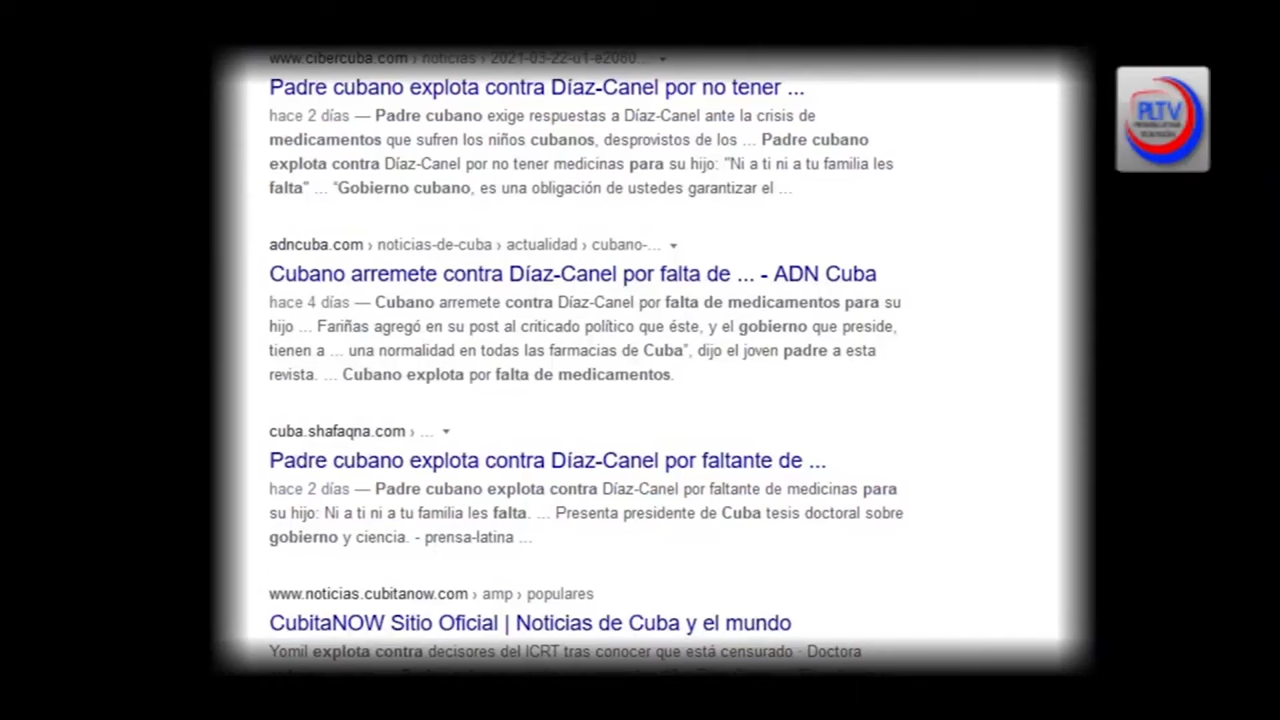 www.cibercuba.com › noticias › 2021-03-22-u1-e2060...
Padre cubano explota contra Díaz-Canel por no tener ...
hace 2 días — Padre cubano exige respuestas a Díaz-Canel ante la crisis de
medicamentos que sufren los niños cubanos, desprovistos de los ... Padre cubano
explota contra Díaz-Canel por no tener medicinas para su hijo: "Ni a ti ni a tu familia les
falta" ... "Gobierno cubano, es una obligación de ustedes garantizar el ...
adncuba.com › noticias-de-cuba › actualidad › cubano-...
Cubano arremete contra Díaz-Canel por falta de ... - ADN Cuba
hace 4 días — Cubano arremete contra Díaz-Canel por falta de medicamentos para su
hijo ... Fariñas agregó en su post al criticado político que éste, y el gobierno que preside,
tienen a ... una normalidad en todas las farmacias de Cuba”, dijo el joven padre a esta
revista. ... Cubano explota por falta de medicamentos.
cuba.shafaqna.com › ...
Padre cubano explota contra Díaz-Canel por faltante de ...
hace 2 días — Padre cubano explota contra Díaz-Canel por faltante de medicinas para
su hijo: Ni a ti ni a tu familia les falta. ... Presenta presidente de Cuba tesis doctoral sobre
gobierno y ciencia. - prensa-latina ...
www.noticias.cubitanow.com › amp › populares
CubitaNOW Sitio Oficial | Noticias de Cuba y el mundo
Yomil explota contra decisores del ICRT tras conocer que está censurado · Doctora
PLTV